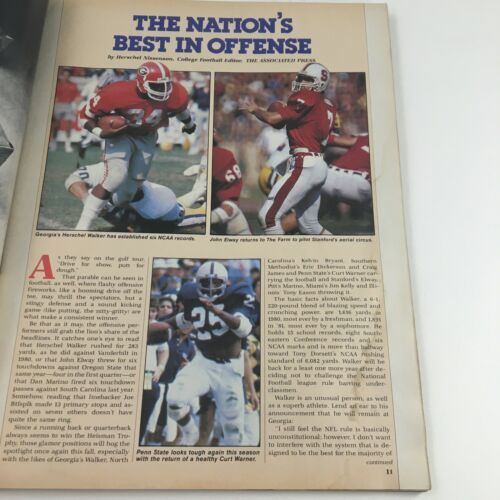 THE NATION'S
BEST IN OFFENSE
by Herschel Nissenson, College Football Editor, THE ASSOCIATED PRESS
34
70
S
7
68
Georgia's Herschel Walker has established six NCAA records.
John Elway returns to The Farm to pilot Stanford's aerial circus.
As they say on the golf tour,
"Drive for show, putt for
dough."
That parable can be seen in
football, as well, where flashy offensive
fireworks, like a booming drive off the
tee, may thrill the spectators, but a
stingy defense and a sound kicking
game (like putting, the nitty-gritty) are
what make a consistent winner.
Be that as it may, the offensive performers
still grab the lion's share of the
headlines. It catches one's eye to read
that Herschel Walker rushed for 283
yards, as he did against Vanderbilt in
1980, or that John Elway threw for six
touchdowns against Oregon State that
same year—four in the first quarter—or
that Dan Marino fired six touchdown
passes against South Carolina last year.
Somehow, reading that linebacker Joe
made 13 primary stops and assisted
on seven others doesn't have
quite the same ring.
Since a running back or quarterback
always seems to win the Heisman Trophy,
those glamor positions will hog the
spotlight once again this fall, especially
with the likes of Georgia's Walker, North
25
Penn State looks tough again this season
with the return of a healthy Curt Warner.
Carolina's Kelvin Bryant, Southern
Methodist's Eric Dickerson and Craig
James and Penn State's Curt Warner carrying
the football and Stanford's Elway,
Pitt's Marino, Miami's Jim Kelly and Illinois'
Tony Eason throwing it.
The basic facts about Walker, a 6-1,
220-pound blend of blazing speed and
crunching power, are 1,616 yards in
1980, most ever by a freshman, and 1,891
in '81, most ever by a sophomore. He
holds 15 school records, eight Southeastern
Conference records and six
NCAA marks and is more than halfway
toward Tony Dorsett's NCAA rushing
standard of 6,082 yards. Walker will be
back for at least one more year after deciding
not to challenge the National
Football league rule barring underclassmen.
Walker is an unusual person, as well
as a superb athlete. Lend an ear to his
announcement that he will remain at
Georgia:
"I still feel the NFL rule is basically
unconstitutional; however, I don't want
to interfere with the system that is designed
to be the best for the majority of
continued
11